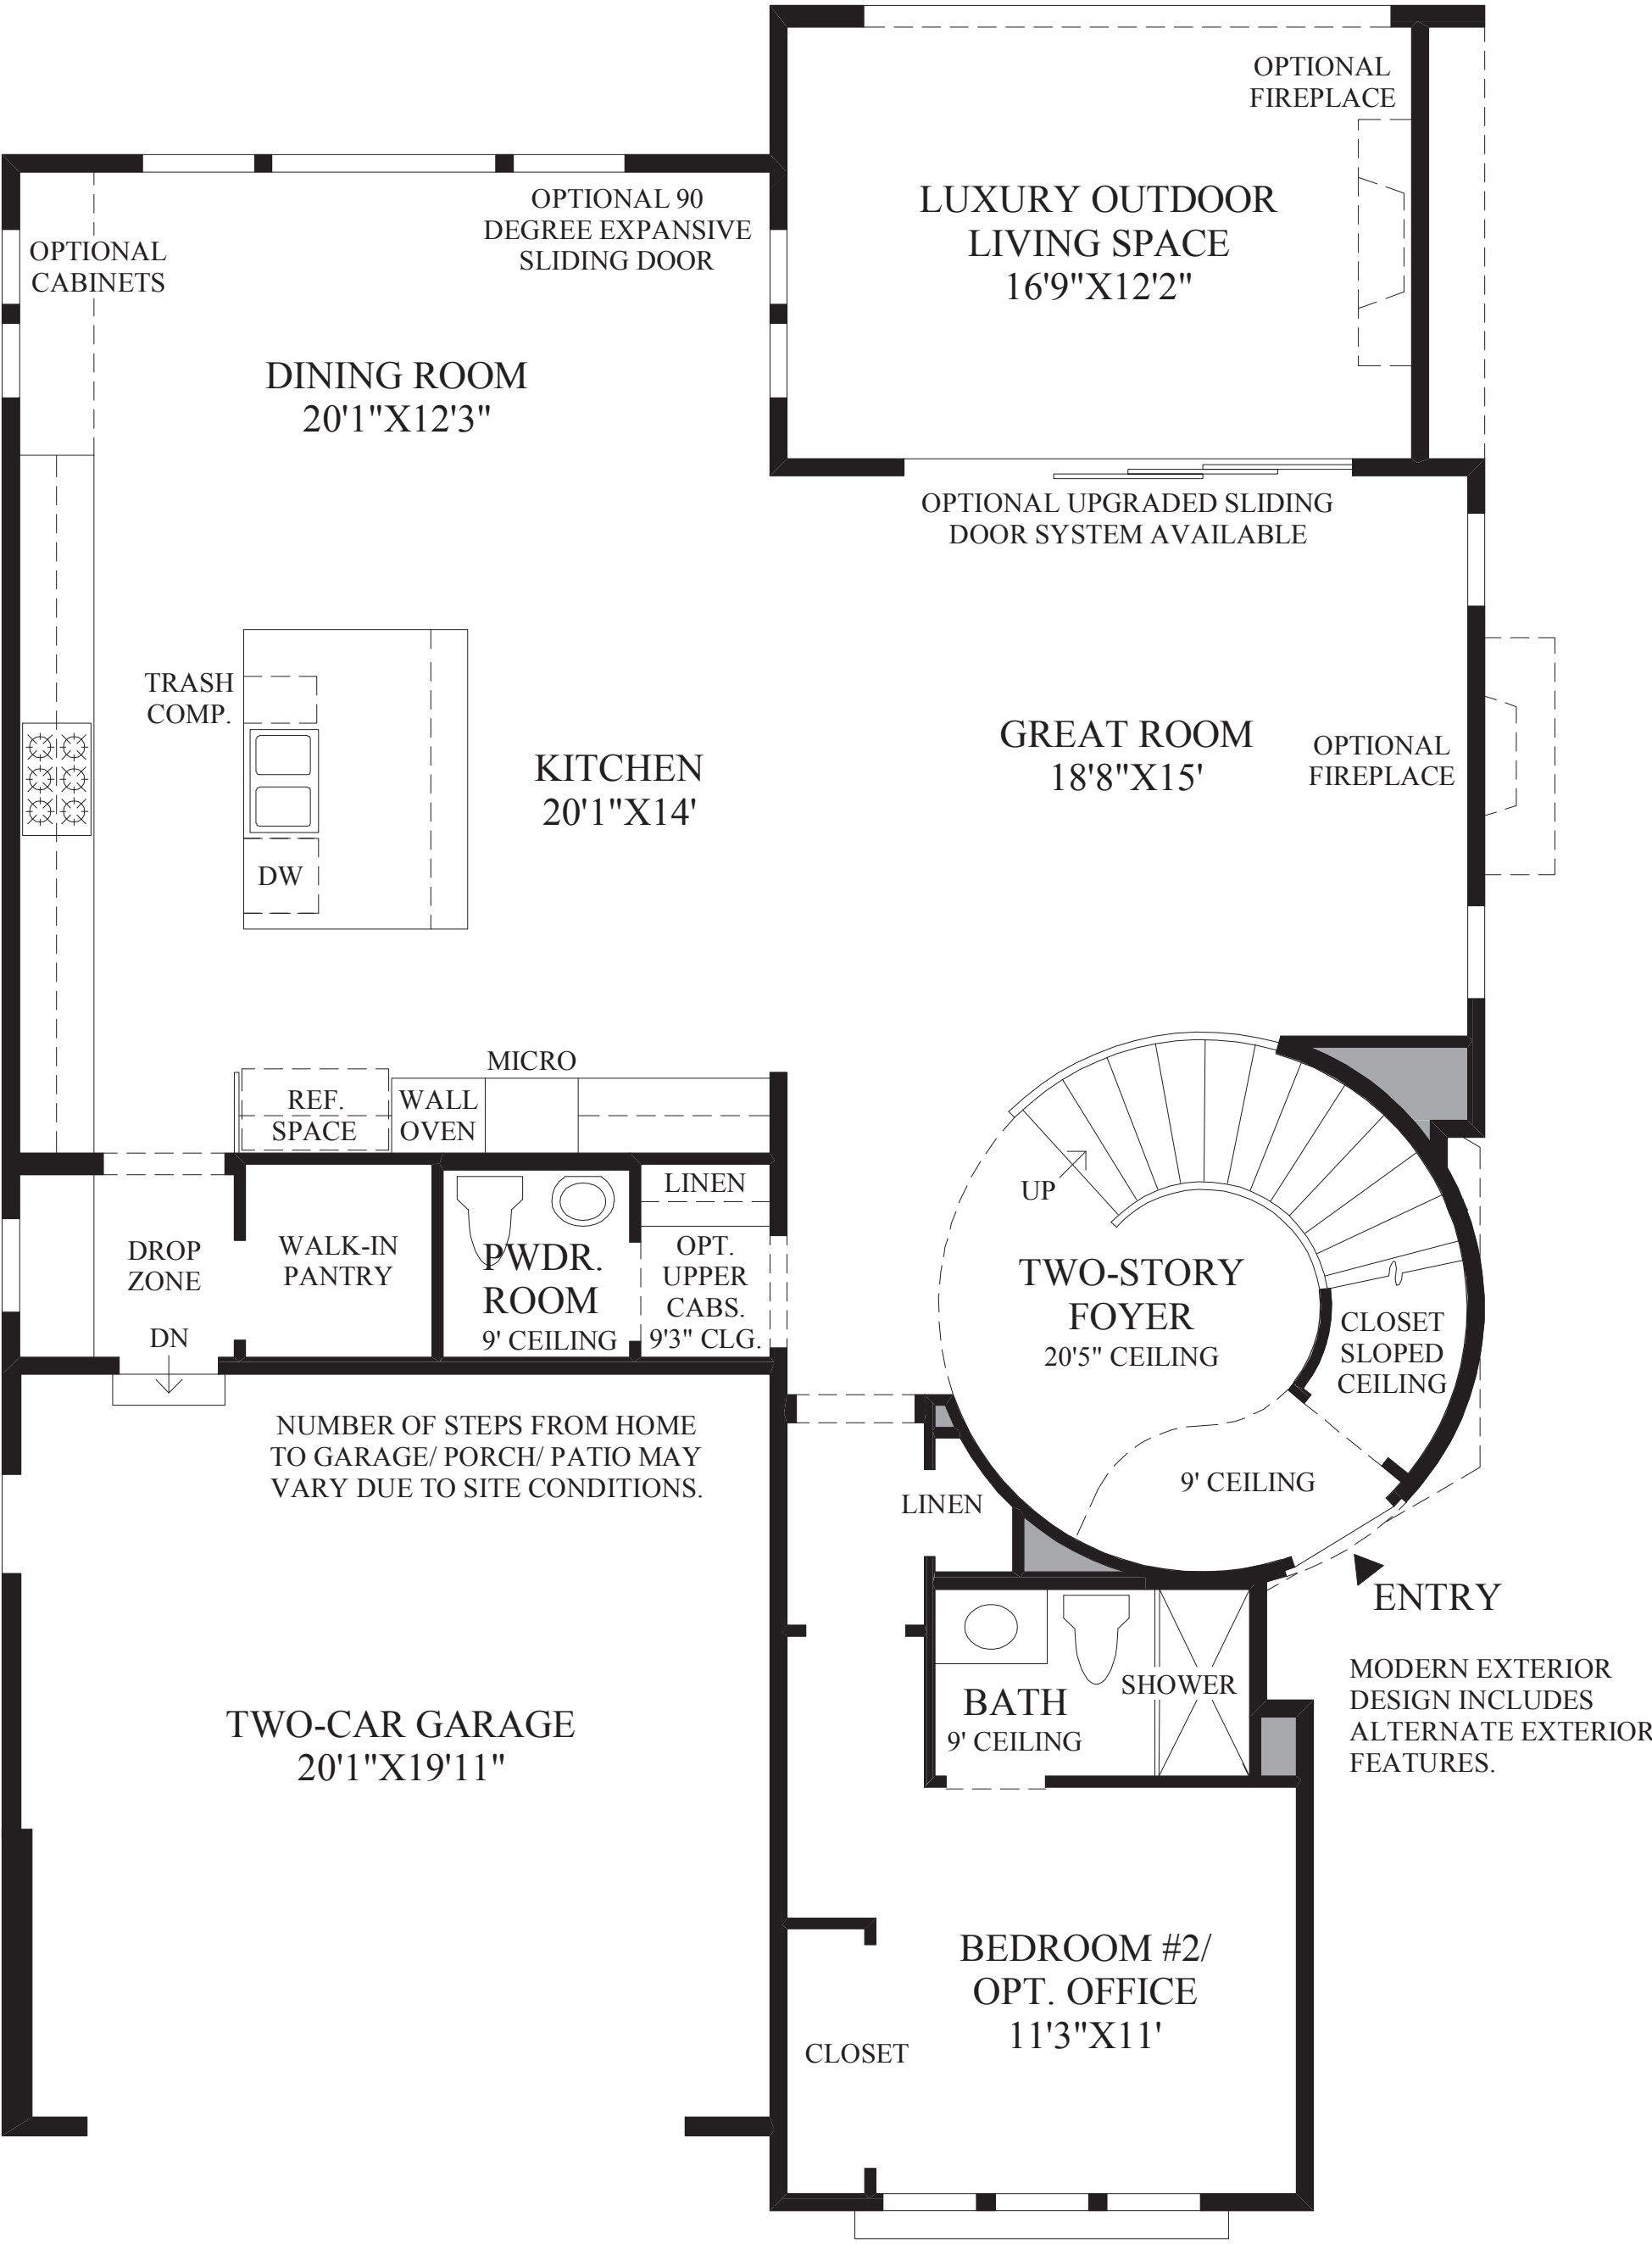 OPTIONAL
FIREPLACE
LUXURY OUTDOOR
LIVING SPACE
16'9"X12'2"
OPTIONAL 90
DEGREE EXPANSIVE
SLIDING DOOR
OPTIONAL
CABINETS
DINING ROOM
20'1"X12'3"
OPTIONAL UPGRADED SLIDING
DOOR SYSTEM AVAILABLE
TRASH
COMP.
KITCHEN
20'1"X14'
GREAT ROOM
18'8"X15'
OPTIONAL
FIREPLACE
DW
MICRO
REF.
SPACE
WALL
OVEN
LINEN
UP
DROP
ZONE
WALK-IN
PANTRY
PWDR.
ROOM
9' CEILING
OPT.
UPPER
CABS.
9'3" CLG.
TWO-STORY
FOYER
20'5" CEILING
CLOSET
SLOPED
CEILING
DN
NUMBER OF STEPS FROM HOME
TO GARAGE/ PORCH/ PATIO MAY
VARY DUE TO SITE CONDITIONS.
9' CEILING
LINEN
ENTRY
MODERN EXTERIOR
DESIGN INCLUDES
ALTERNATE EXTERIOR
FEATURES.
SHOWER
BATH
9' CEILING
TWO-CAR GARAGE
20'1"X19'11"
BEDROOM #2/
OPT. OFFICE
11'3"X11'
CLOSET